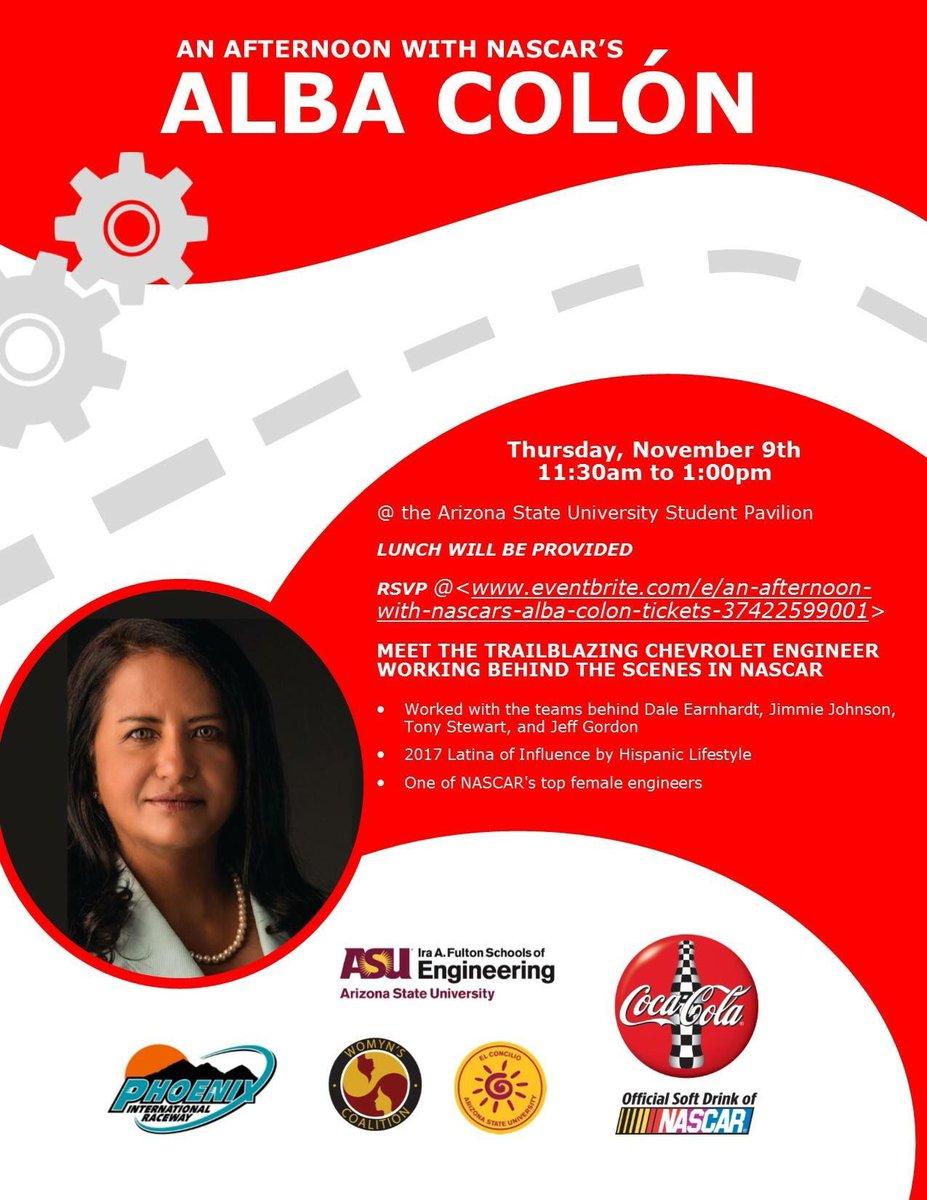 AN AFTERNOON WITH NASCAR'S
ALBA COLÓN
Thursday, November 9th
11:30am to 1:00pm
@ the Arizona State University Student Pavilion
LUNCH WILL BE PROVIDED
RSVP @<www.eventbrite.com/e/an-afternoon-
with-nascars-alba-colon-tickets-37422599001>
MEET THE TRAILBLAZING CHEVROLET ENGINEER
WORKING BEHIND THE SCENES IN NASCAR
• Worked with the teams behind Dale Earnhardt, Jimmie Johnson,
Tony Stewart, and Jeff Gordon
• 2017 Latina of Influence by Hispanic Lifestyle
• One of NASCAR's top female engineers
ASU Ira A. Fulton Schools of
Engineering
Arizona State University
Coca-Cola
Official Soft Drink of
NASCAR
PHOENIX
INTERNATIONAL
RACEWAY
WOMYN'S
COALITION
EL CONCILIO
ARIZONA STATE UNIVERSITY